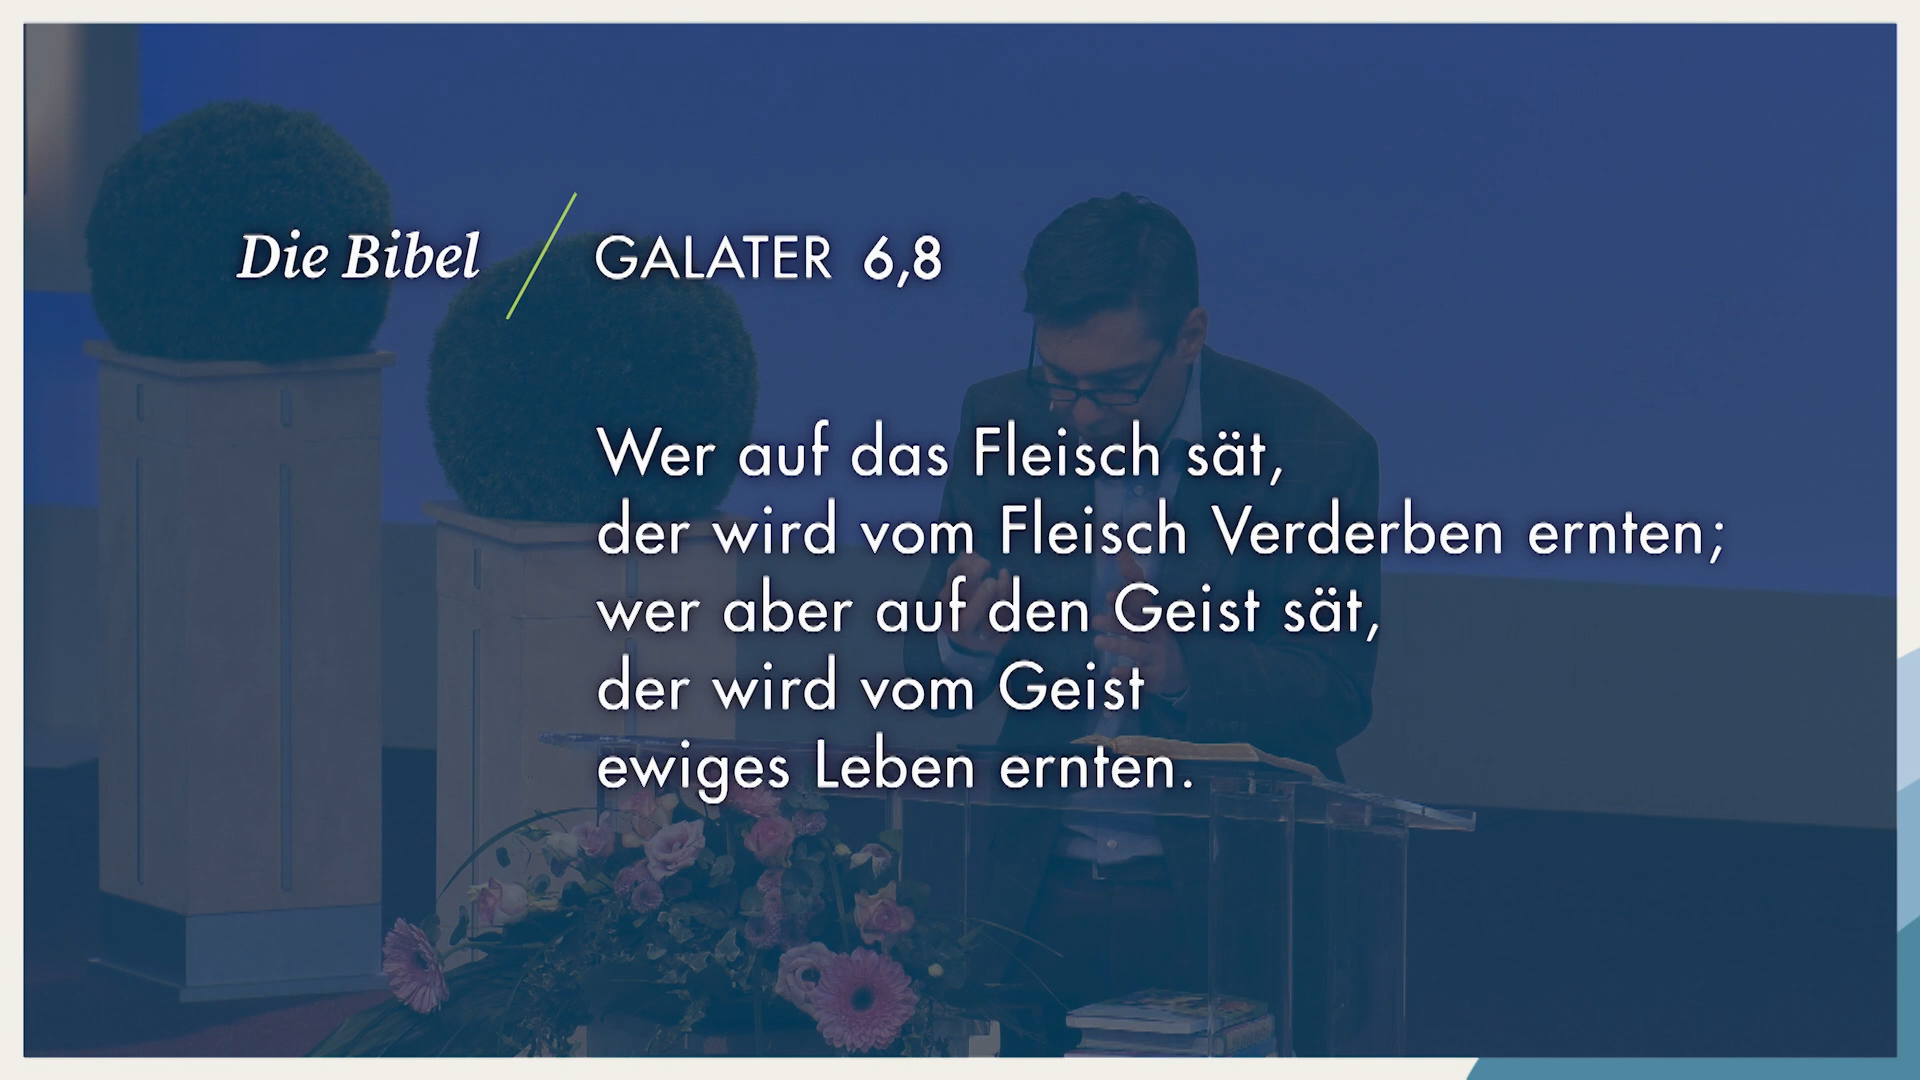 Die Bibel / GALATER 6,8
Wer auf das Fleisch sät,
der wird vom Fleisch Verderben ernten;
wer aber auf den Geist sät,
der wird vom Geist
ewiges Leben ernten.